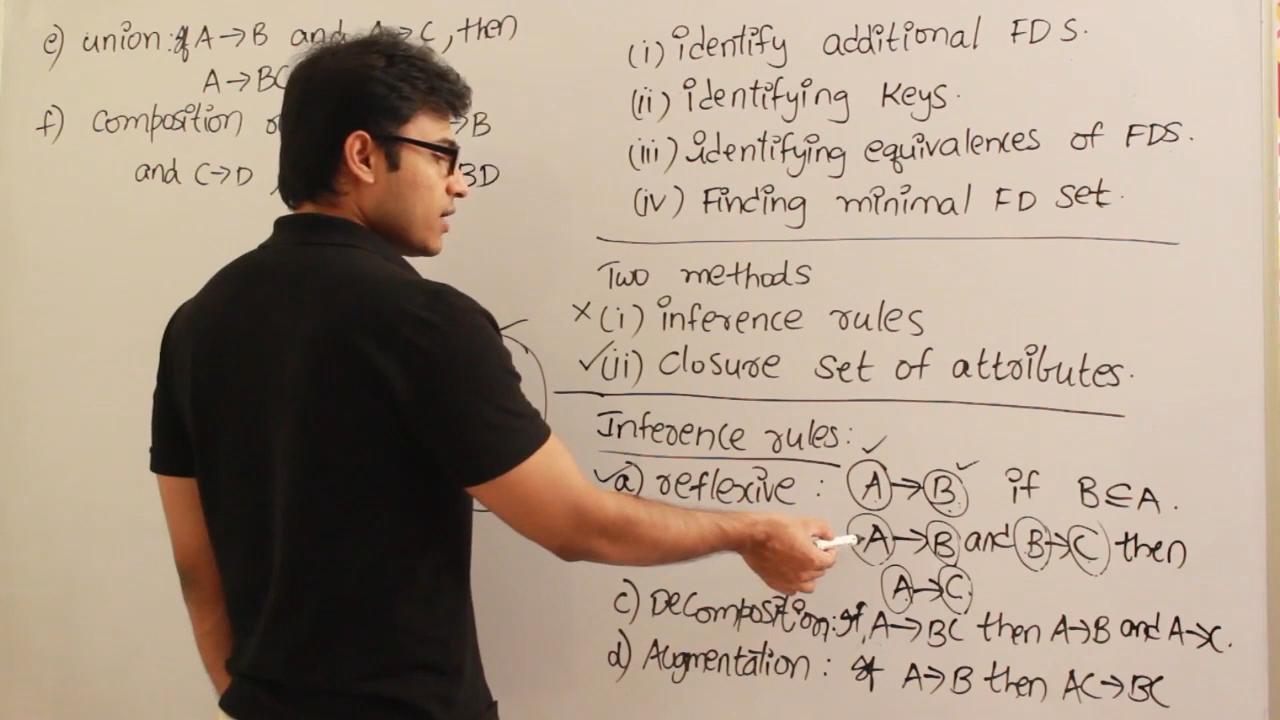 e) union: if A→B and A→C, then
A→BC
f) composition →B
and C→D BD
(i) identify additional FDS.
(ii) identifying Keys.
(iii) identifying equivalences of FDS.
(iv) Finding minimal FD set.
Two methods
×(i) inference rules
✓(ii) Closure set of attributes.
Inference rules: ✓
✓a) reflexive : A→B ✓ if B⊆A.
A→B and B→C then
A→C
c) Decomposition: if A→BC then A→B and A→C.
d) Augmentation : if A→B then AC→BC